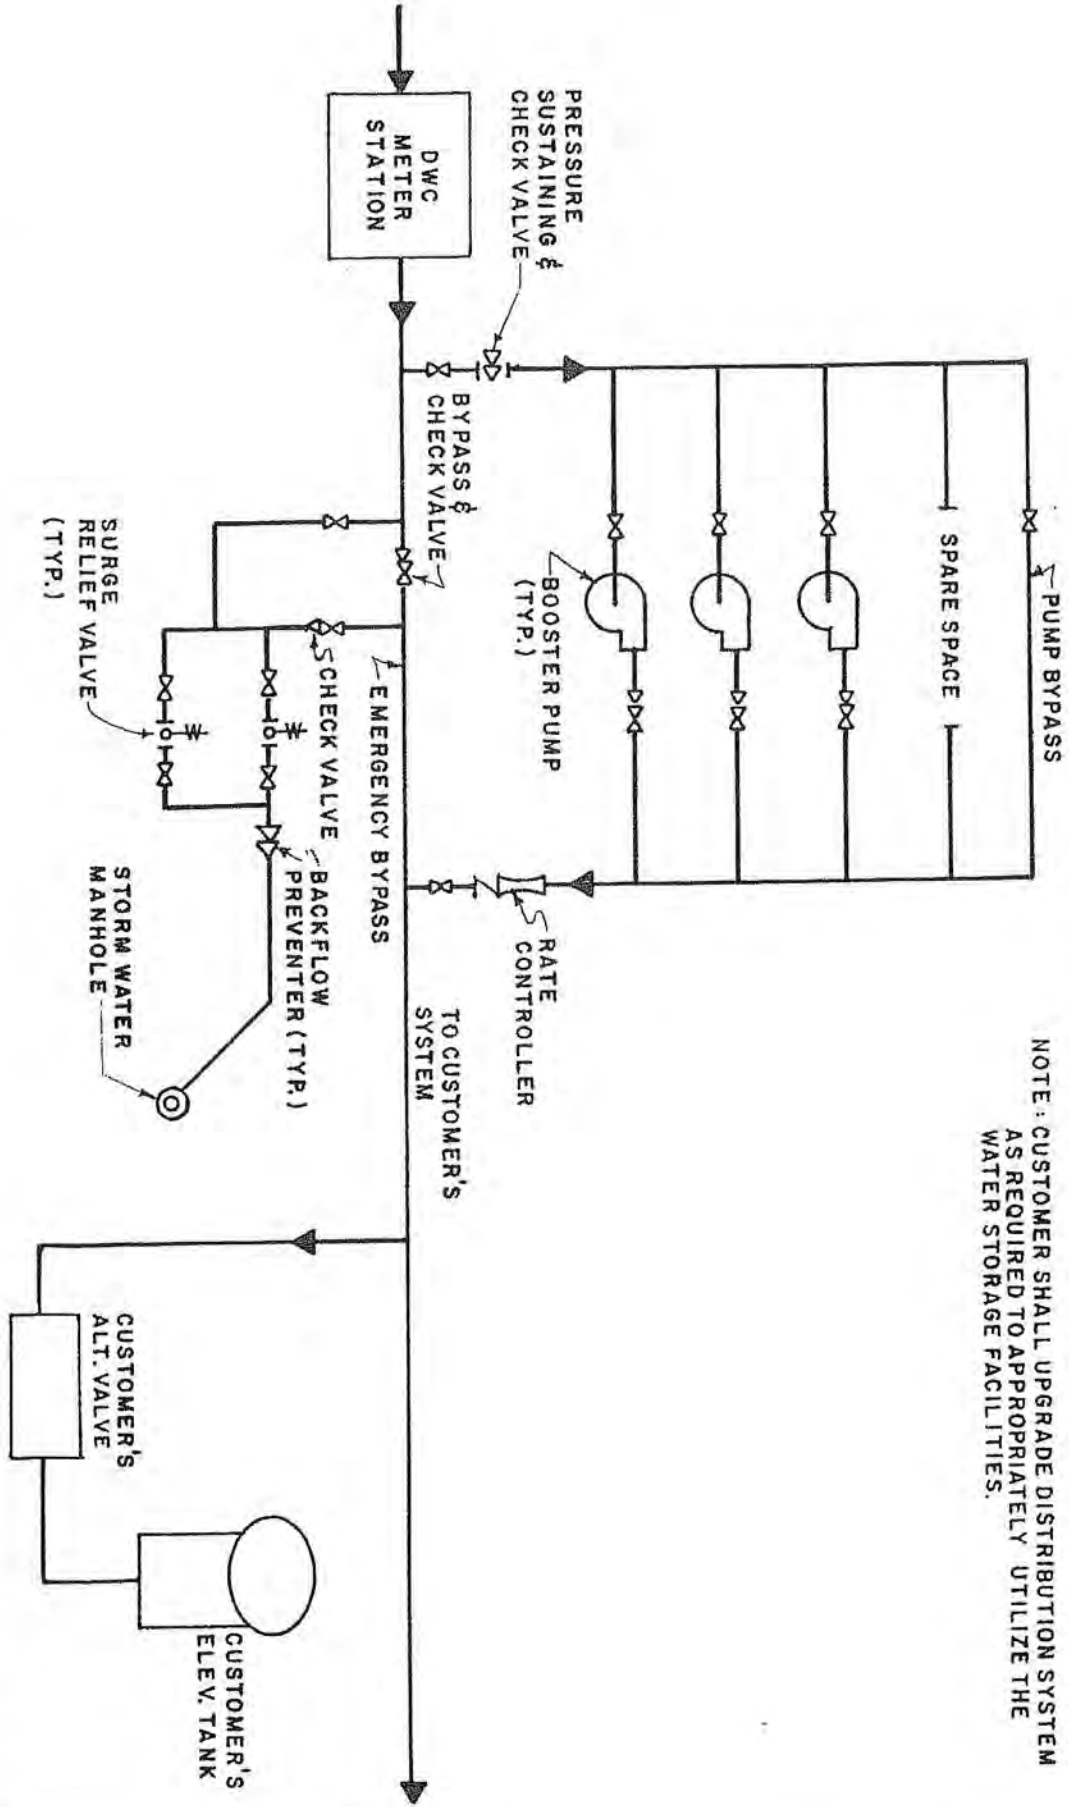 NOTE: CUSTOMER SHALL UPGRADE DISTRIBUTION SYSTEM
AS REQUIRED TO APPROPRIATELY UTILIZE THE
WATER STORAGE FACILITIES.
PUMP BYPASS
SPARE SPACE
BOOSTER PUMP
(TYP.)
PRESSURE
SUSTAINING &
CHECK VALVE
RATE
CONTROLLER
DWC
METER
STATION
BYPASS &
CHECK VALVE
TO CUSTOMER'S
SYSTEM
EMERGENCY BYPASS
CHECK VALVE
BACKFLOW
PREVENTER (TYP.)
SURGE
RELIEF VALVE
(TYP.)
STORM WATER
MANHOLE
CUSTOMER'S
ALT. VALVE
CUSTOMER'S
ELEV. TANK